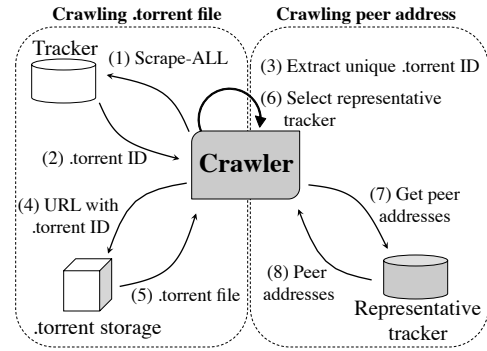 Crawling .torrent file
Crawling peer address
Tracker
(1) Scrape-ALL
(2) .torrent ID
(3) Extract unique .torrent ID
(6) Select representative
tracker
Crawler
(4) URL with
.torrent ID
(5) .torrent file
.torrent storage
(7) Get peer
addresses
(8) Peer
addresses
Representative
tracker